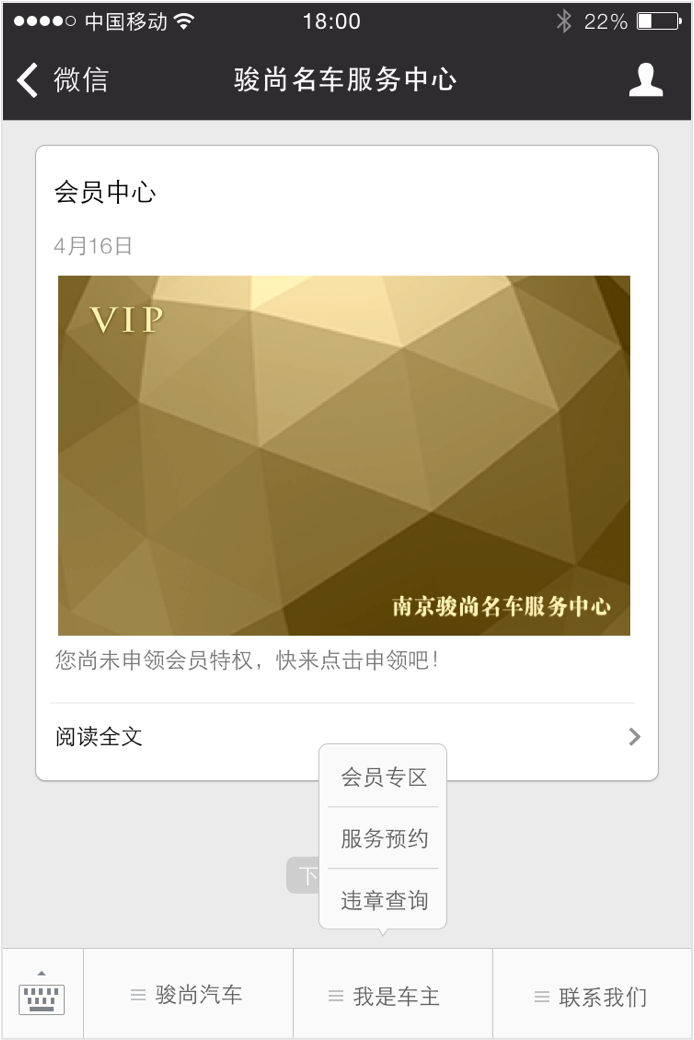 中国移动 18:00 22%
微信 骏尚名车服务中心
会员中心
4月16日
VIP
南京骏尚名车服务中心
您尚未申领会员特权，快来点击申领吧！
阅读全文
会员专区
服务预约
下
违章查询
骏尚汽车 我是车主 联系我们